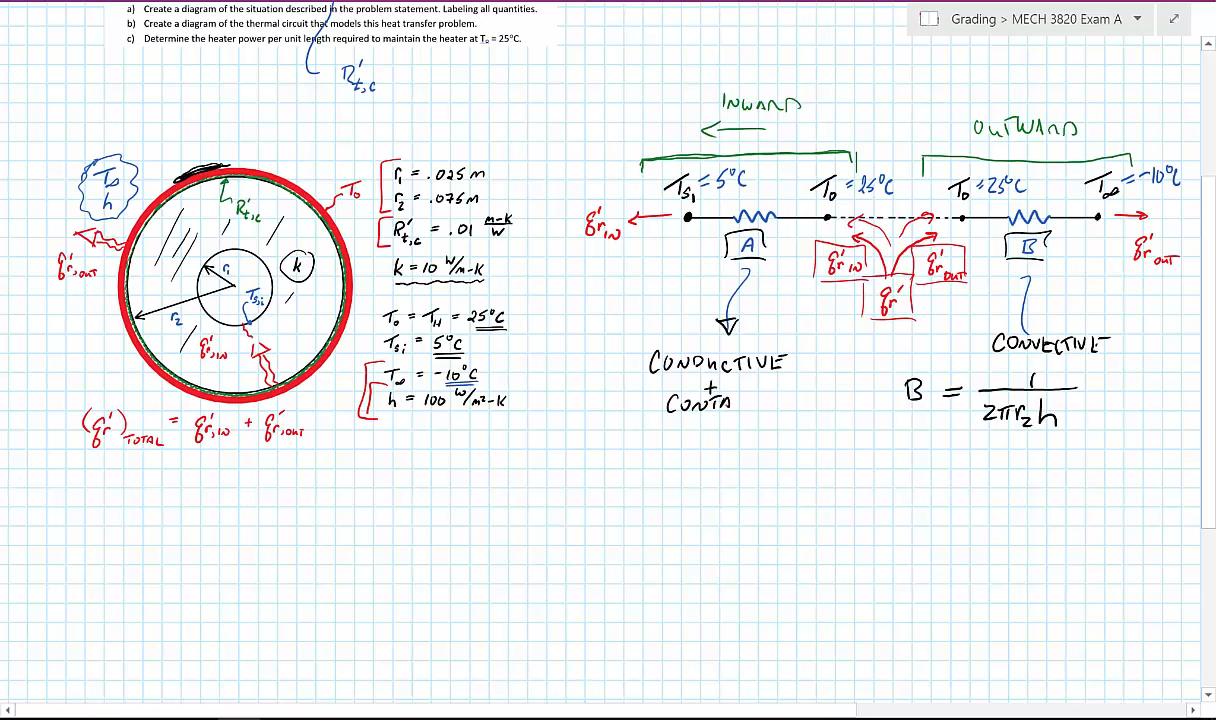 a) Create a diagram of the situation described in the problem statement. Labeling all quantities.
b) Create a diagram of the thermal circuit that models this heat transfer problem.
c) Determine the heater power per unit length required to maintain the heater at To = 25°C.
Grading > MECH 3820 Exam A
R't,c
INWARD
OUTWARD
T∞
h
To
R't,c
q'r,OUT
r1
k
r2
Ts,i
q'r,IN
(q'r)TOTAL = q'r,IN + q'r,OUT
r1 = .025 m
r2 = .075 m
R't,c = .01 m-K/W
k = 10 W/m-K
To = TH = 25°C
Tsi = 5°C
T∞ = -10°C
h = 100 W/m²-K
Ts1 = 5°C
To = 25°C
To = 25°C
T∞ = -10°C
q'r IN
q'r OUT
A
B
q'r IN
q'r OUT
q'r
CONDUCTIVE
+
CONTA
CONVECTIVE
B = 1/2πr2h